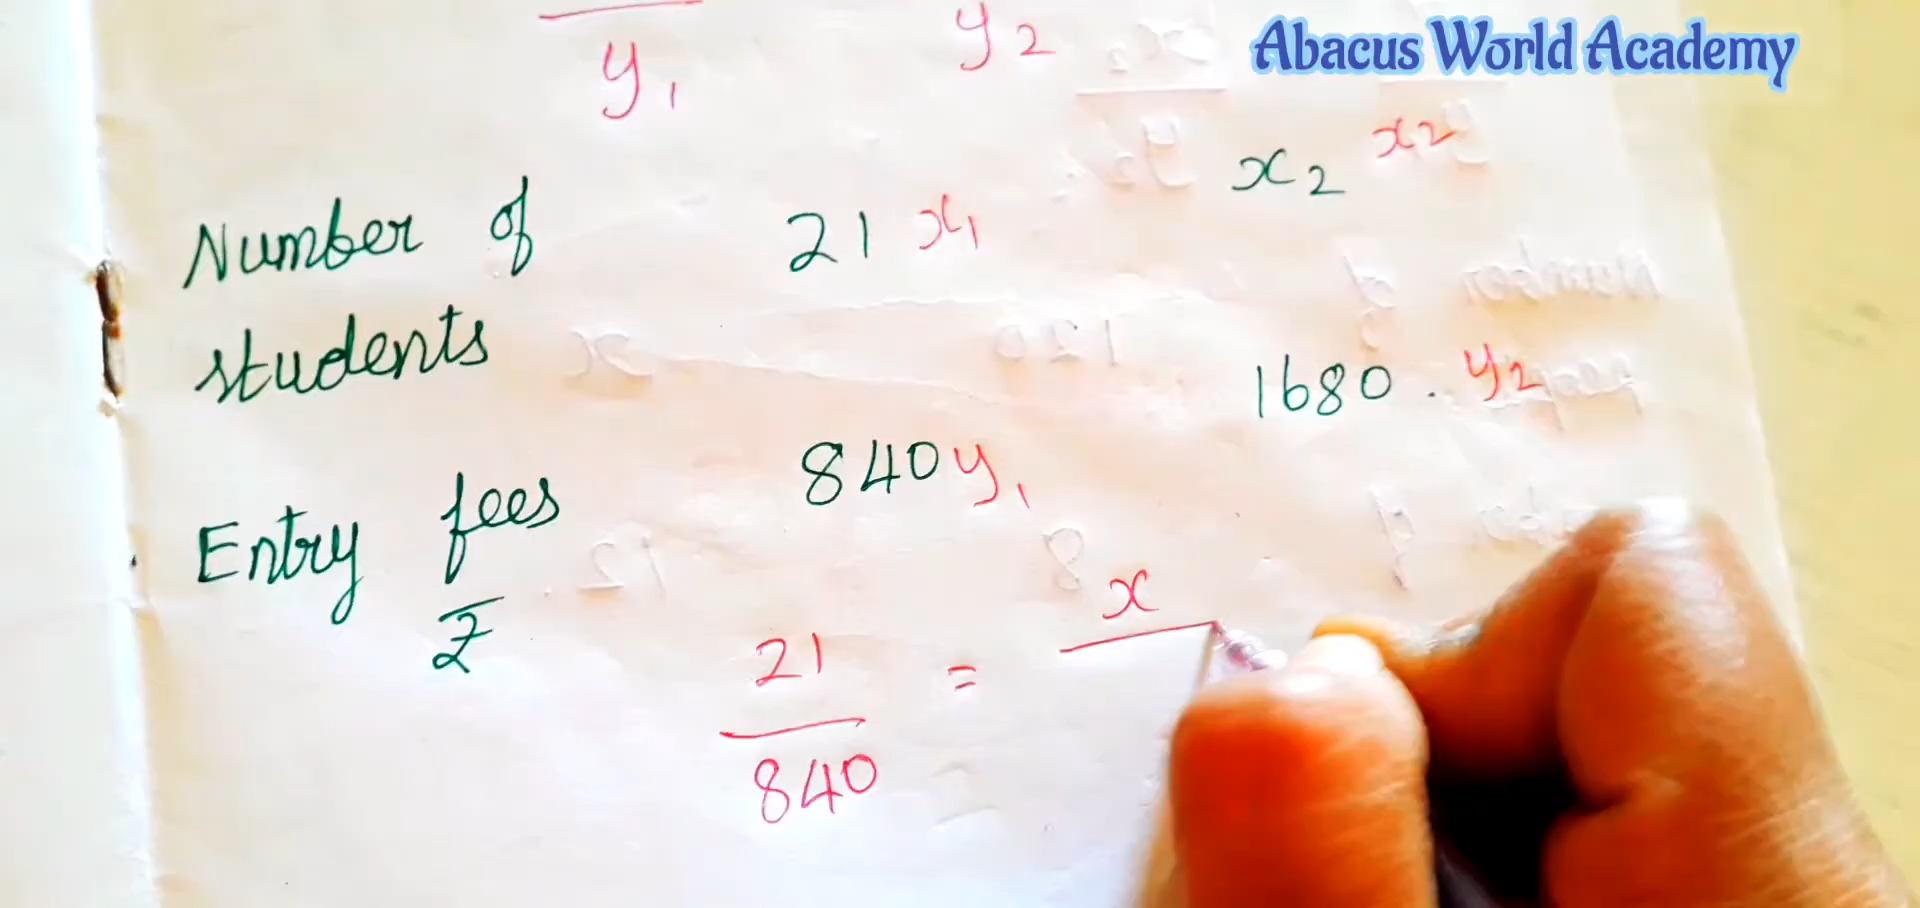 Abacus World Academy
y1 y2
Number of 21 x1 x2 x2
students
1680 . y2
840 y1
Entry fees
₹
21 = x
840